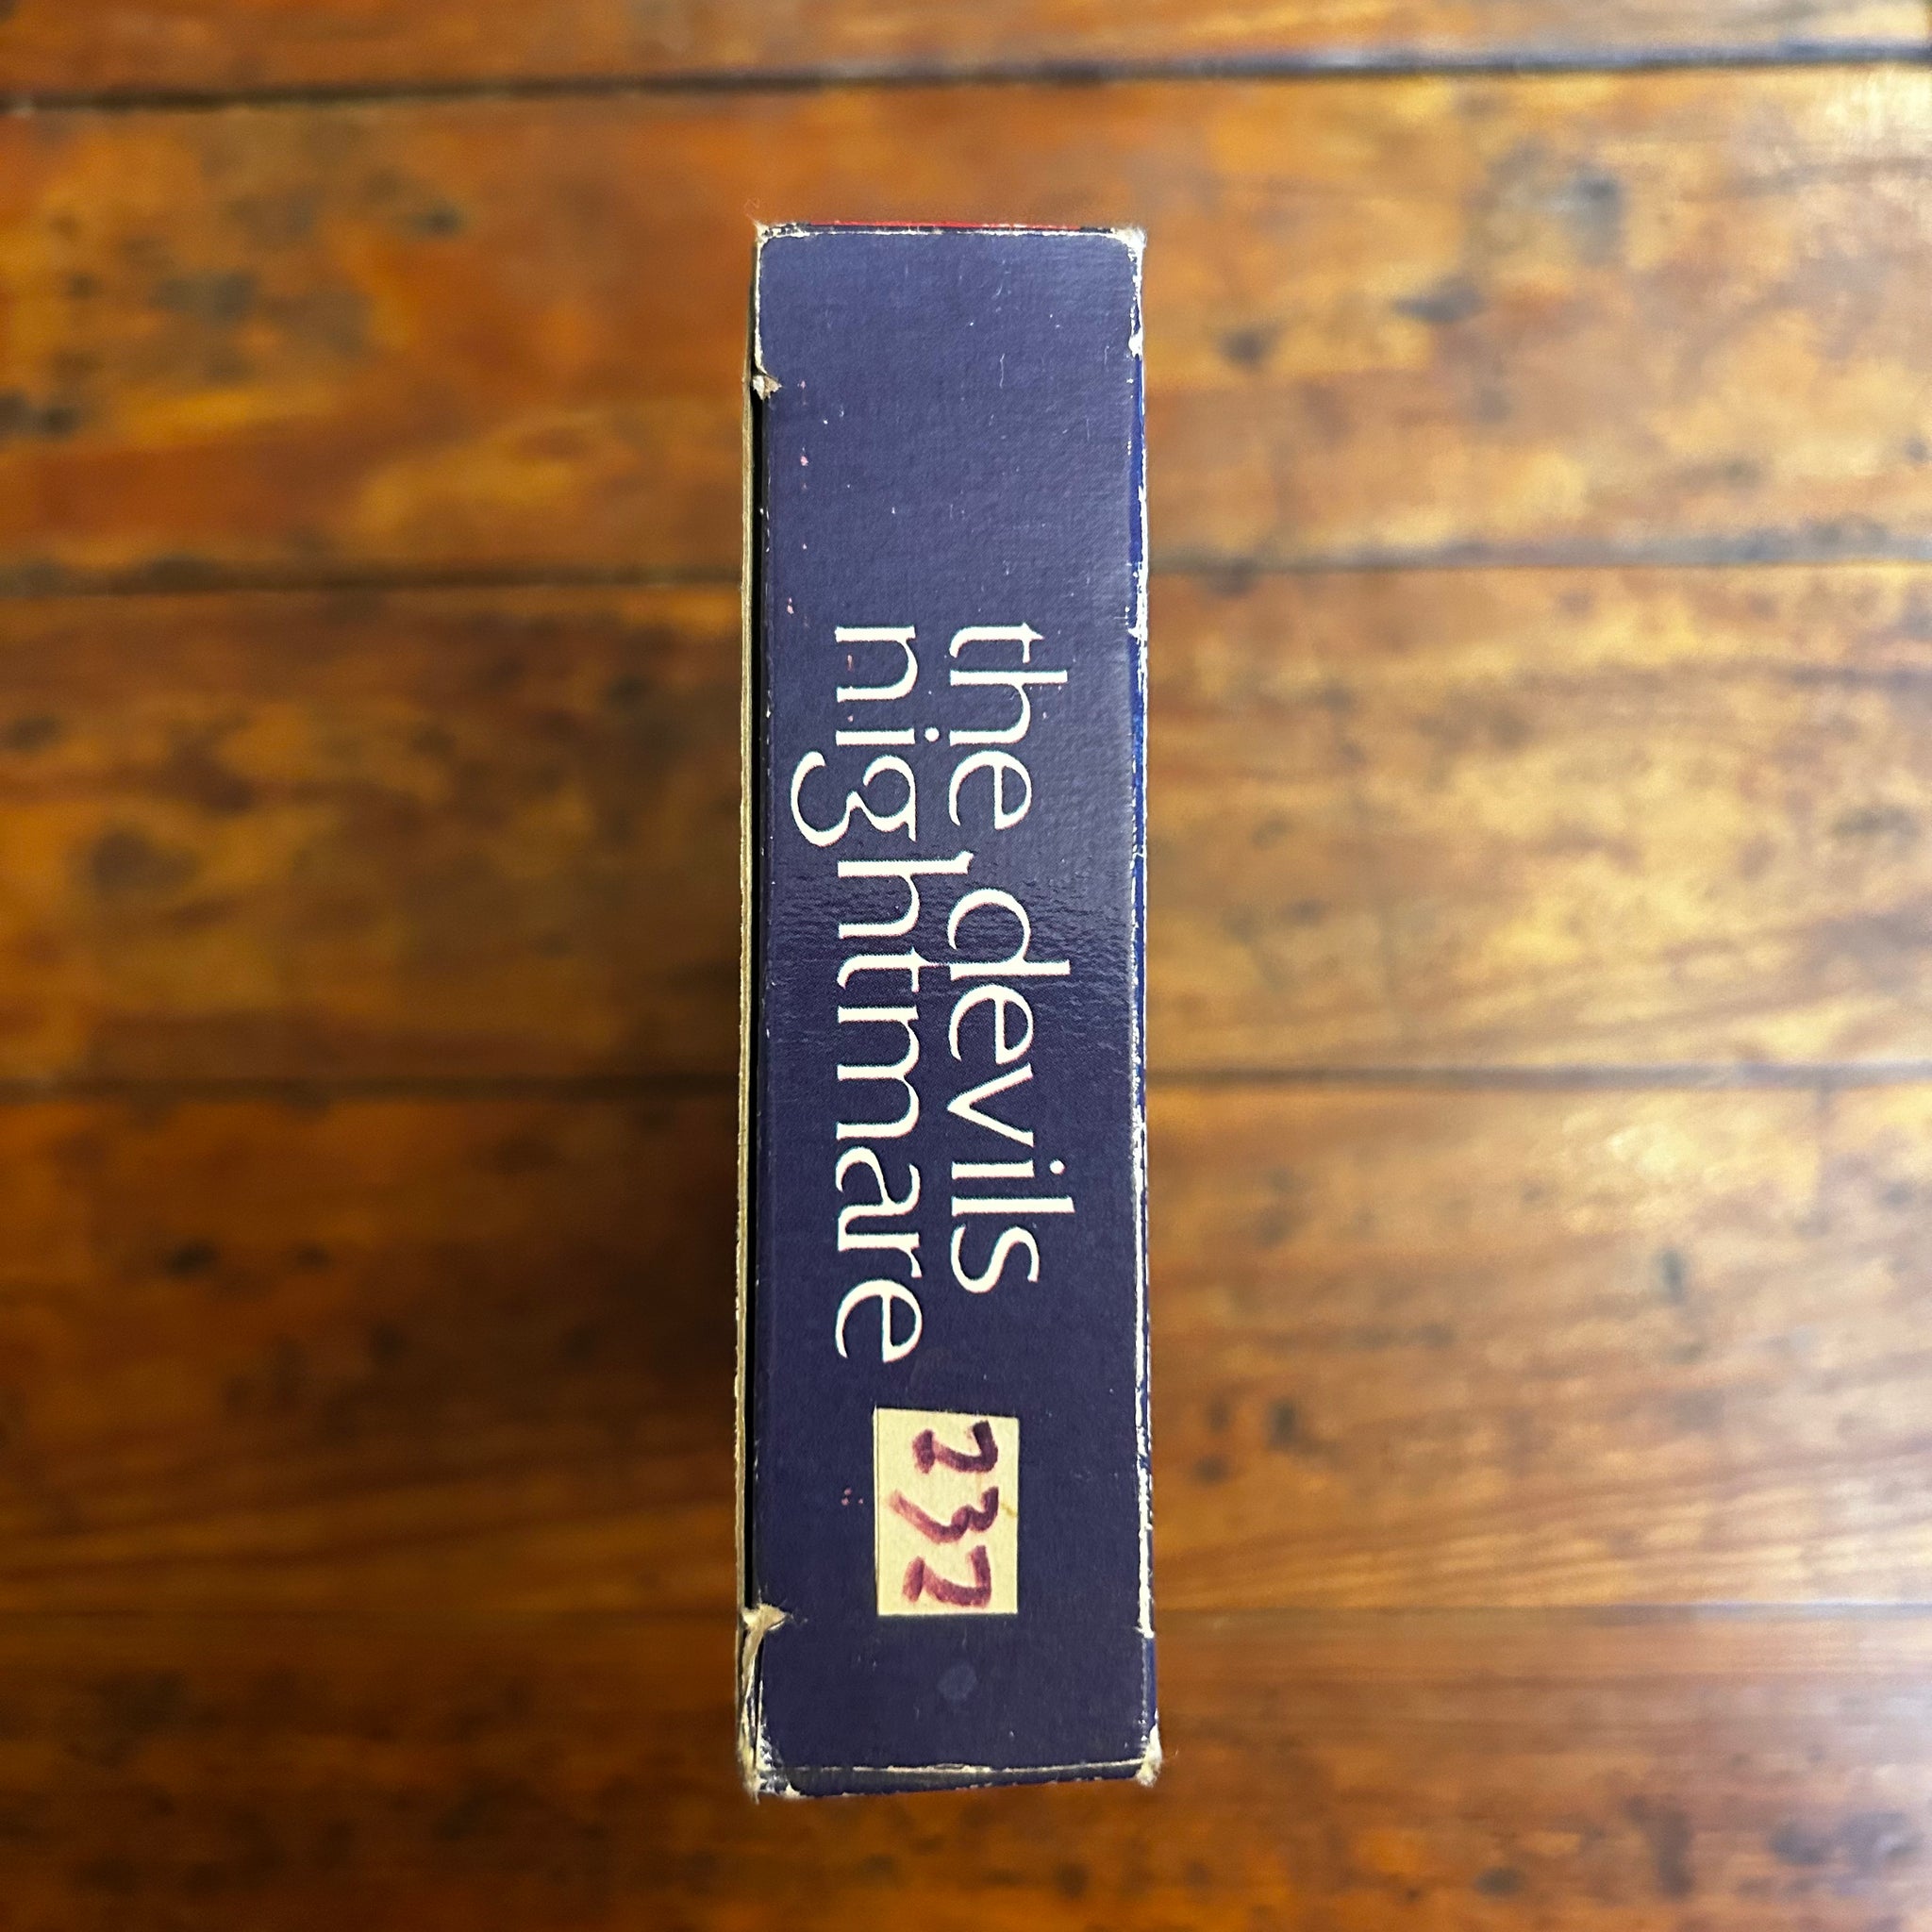 the devils
nightmare
232